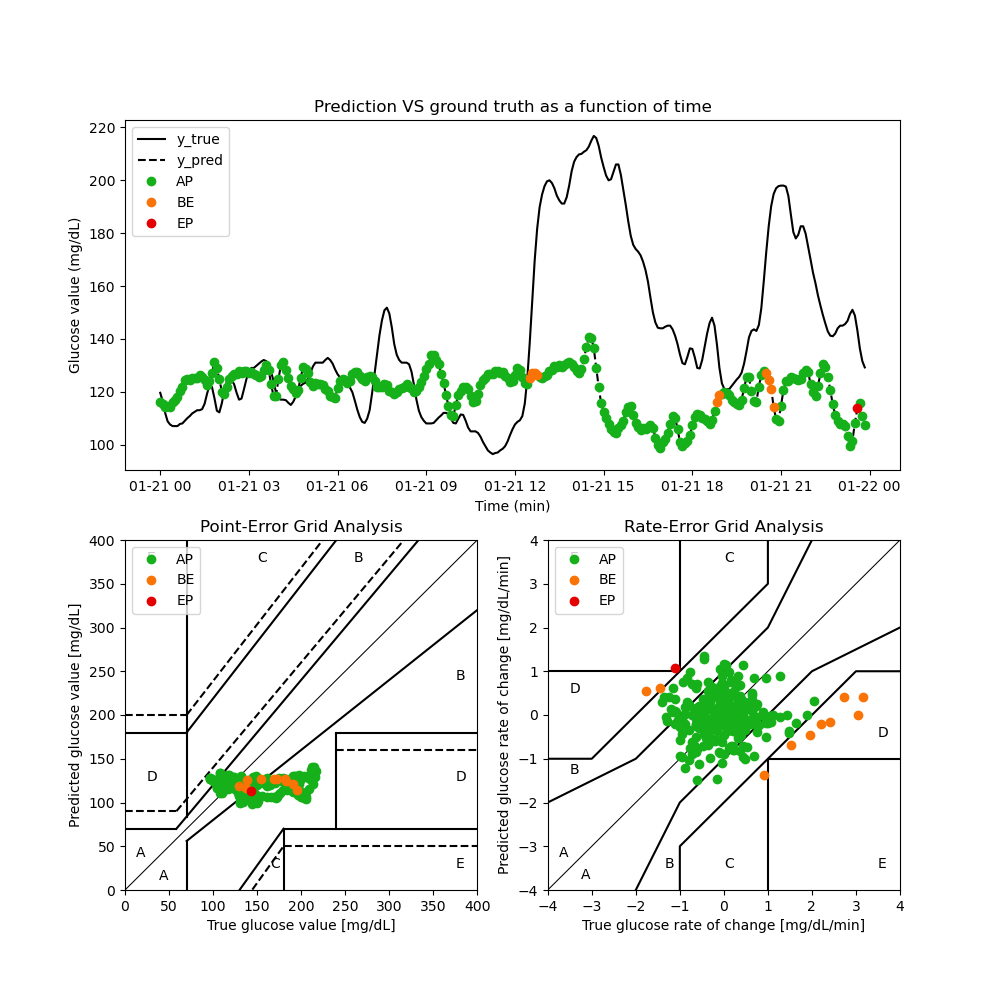 Prediction VS ground truth as a function of time
Glucose value (mg/dL)
220
200
180
160
140
120
100
y_true
y_pred
AP
BE
EP
01-21 00 01-21 03 01-21 06 01-21 09 01-21 12 01-21 15 01-21 18 01-21 21 01-22 00
Time (min)
Point-Error Grid Analysis
Predicted glucose value [mg/dL]
400
350
300
250
200
150
100
50
0
AP
BE
EP
C
B
B
D
D
A
A
C
E
0 50 100 150 200 250 300 350 400
True glucose value [mg/dL]
Rate-Error Grid Analysis
Predicted glucose rate of change [mg/dL/min]
4
3
2
1
0
−1
−2
−3
−4
AP
BE
EP
C
D
D
B
A
A
B
C
E
−4 −3 −2 −1 0 1 2 3 4
True glucose rate of change [mg/dL/min]